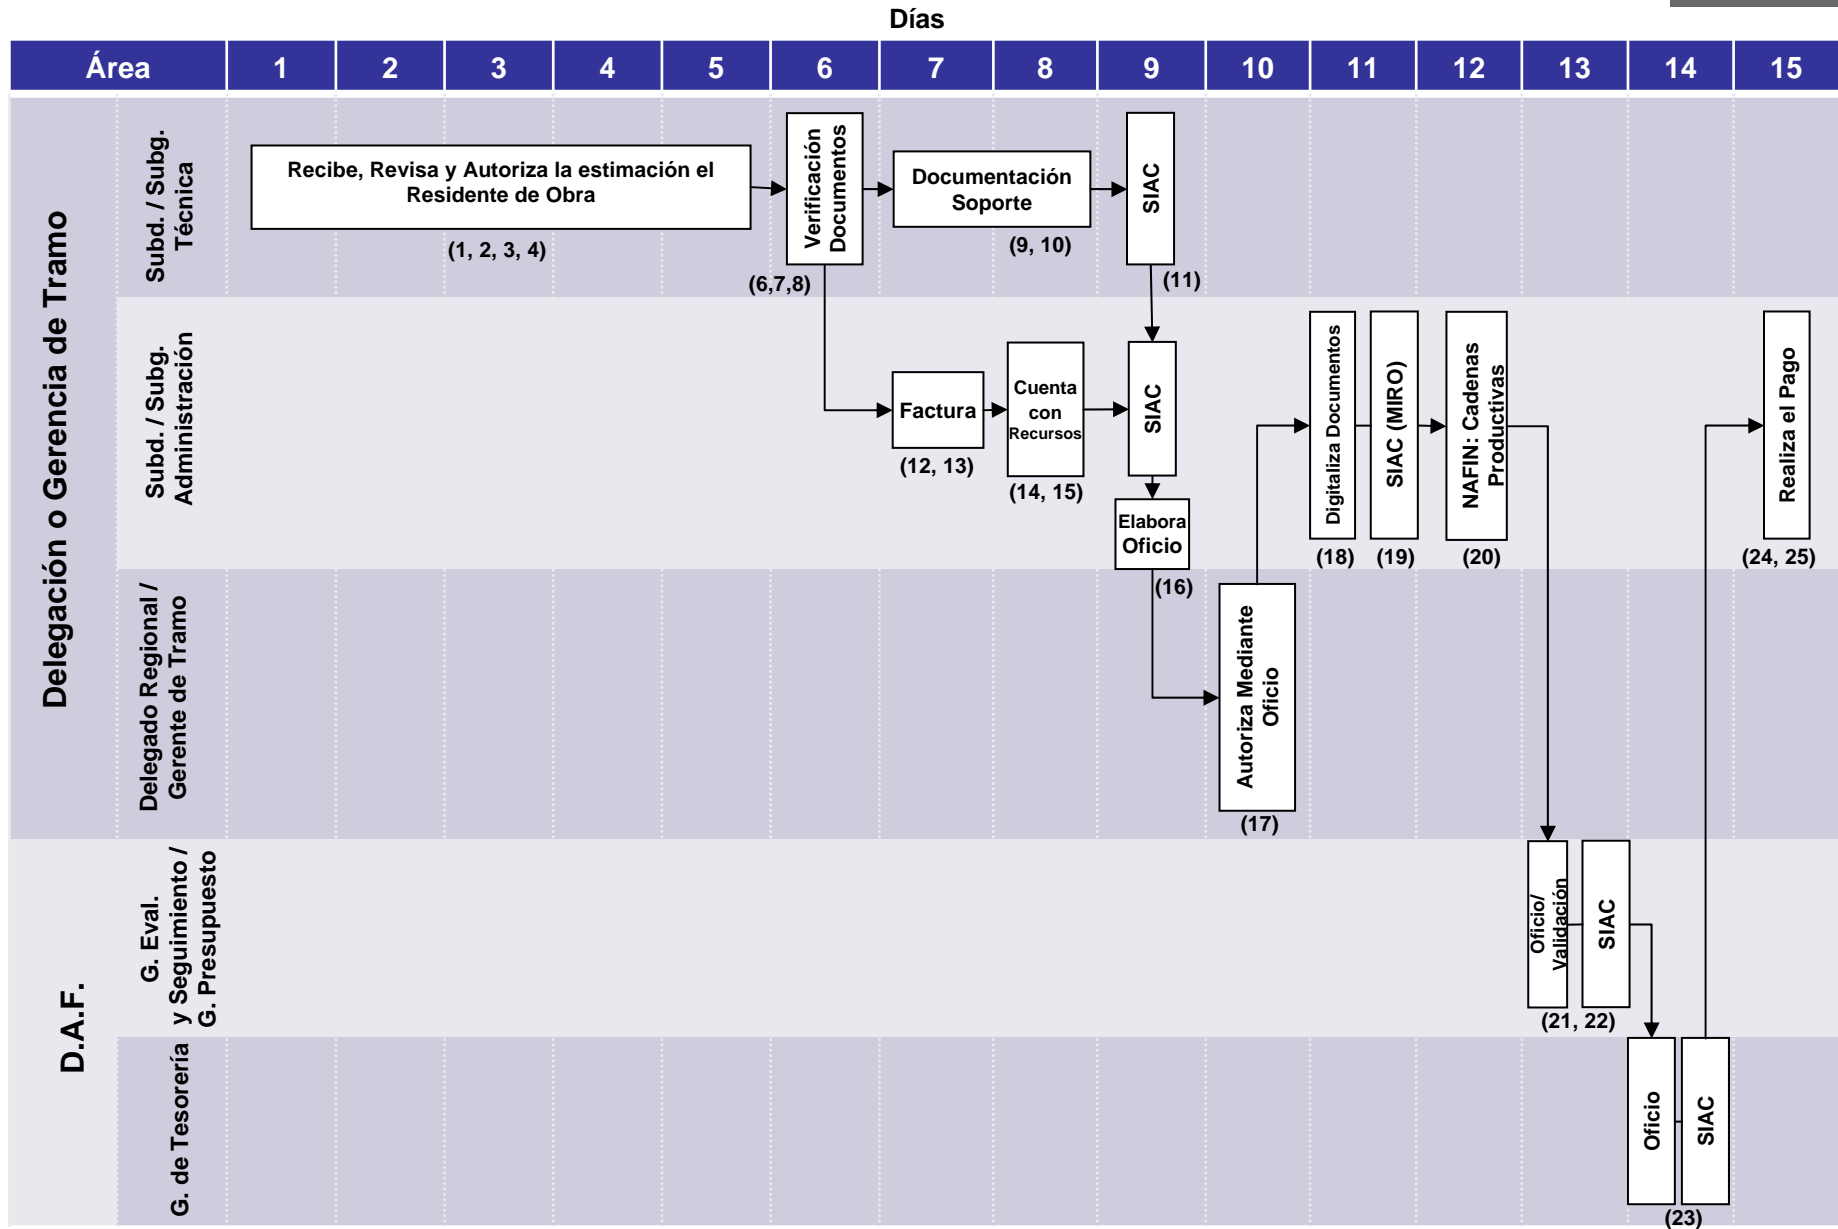 Días
Área 1 2 3 4 5 6 7 8 9 10 11 12 13 14 15
Delegación o Gerencia de Tramo
Subd. / Subg.
Técnica
Recibe, Revisa y Autoriza la estimación el
Residente de Obra
(1, 2, 3, 4)
Verificación
Documentos
(6,7,8)
Documentación
Soporte
(9, 10)
SIAC
(11)
Subd. / Subg.
Administración
Factura
(12, 13)
Cuenta
con
Recursos
(14, 15)
SIAC
Elabora
Oficio
(16)
Digitaliza Documentos
(18)
SIAC (MIRO)
(19)
NAFIN: Cadenas
Productivas
(20)
Realiza el Pago
(24, 25)
Delegado Regional /
Gerente de Tramo
Autoriza Mediante
Oficio
(17)
D.A.F.
G. Eval.
y Seguimiento /
G. Presupuesto
Oficio/
Validación
SIAC
(21, 22)
G. de Tesorería
Oficio
SIAC
(23)